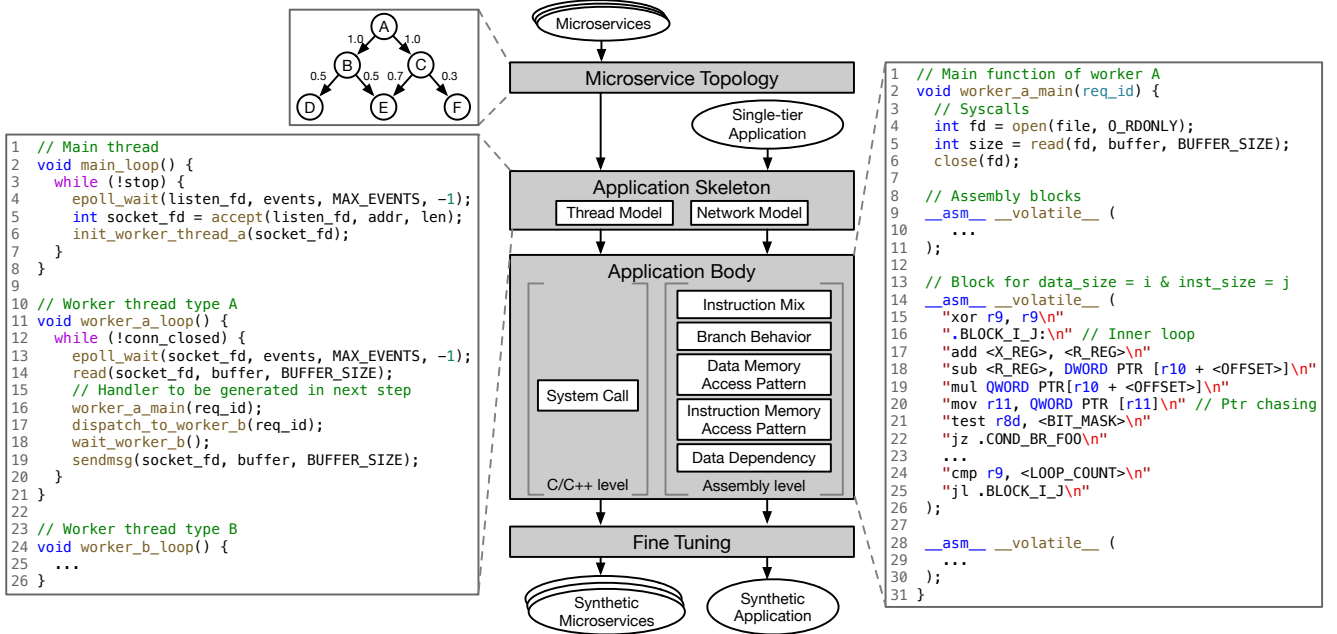 Microservices
A
1.0
1.0
B
C
0.5
0.5
0.7
0.3
D
E
F
Microservice Topology
Single-tier
Application
Application Skeleton
Thread Model
Network Model
Application Body
System Call
C/C++ level
Instruction Mix
Branch Behavior
Data Memory
Access Pattern
Instruction Memory
Access Pattern
Data Dependency
Assembly level
Fine Tuning
Synthetic
Microservices
Synthetic
Application
1 // Main thread
2 void main_loop() {
3   while (!stop) {
4     epoll_wait(listen_fd, events, MAX_EVENTS, -1);
5     int socket_fd = accept(listen_fd, addr, len);
6     init_worker_thread_a(socket_fd);
7   }
8 }
9
10 // Worker thread type A
11 void worker_a_loop() {
12   while (!conn_closed) {
13     epoll_wait(socket_fd, events, MAX_EVENTS, -1);
14     read(socket_fd, buffer, BUFFER_SIZE);
15     // Handler to be generated in next step
16     worker_a_main(req_id);
17     dispatch_to_worker_b(req_id);
18     wait_worker_b();
19     sendmsg(socket_fd, buffer, BUFFER_SIZE);
20   }
21 }
22
23 // Worker thread type B
24 void worker_b_loop() {
25   ...
26 }
1 // Main function of worker A
2 void worker_a_main(req_id) {
3   // Syscalls
4   int fd = open(file, O_RDONLY);
5   int size = read(fd, buffer, BUFFER_SIZE);
6   close(fd);
7
8  // Assembly blocks
9  __asm__ __volatile__ (
10     ...
11  );
12
13  // Block for data_size = i & inst_size = j
14  __asm__ __volatile__ (
15    "xor r9, r9\n"
16    ".BLOCK_I_J:\n" // Inner loop
17    "add <X_REG>, <R_REG>\n"
18    "sub <R_REG>, DWORD PTR [r10 + <OFFSET>]\n"
19    "mul QWORD PTR[r10 + <OFFSET>]\n"
20    "mov r11, QWORD PTR [r11]\n" // Ptr chasing
21    "test r8d, <BIT_MASK>\n"
22    "jz .COND_BR_FOO\n"
23    ...
24    "cmp r9, <LOOP_COUNT>\n"
25    "jl .BLOCK_I_J\n"
26  );
27
28  __asm__ __volatile__ (
29    ...
30  );
31 }